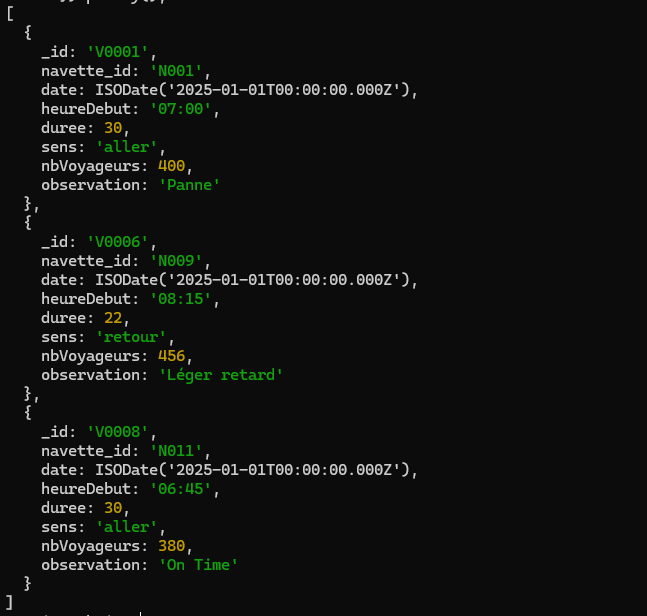 [
  {
    _id: 'V0001',
    navette_id: 'N001',
    date: ISODate('2025-01-01T00:00:00.000Z'),
    heureDebut: '07:00',
    duree: 30,
    sens: 'aller',
    nbVoyageurs: 400,
    observation: 'Panne'
  },
  {
    _id: 'V0006',
    navette_id: 'N009',
    date: ISODate('2025-01-01T00:00:00.000Z'),
    heureDebut: '08:15',
    duree: 22,
    sens: 'retour',
    nbVoyageurs: 456,
    observation: 'Léger retard'
  },
  {
    _id: 'V0008',
    navette_id: 'N011',
    date: ISODate('2025-01-01T00:00:00.000Z'),
    heureDebut: '06:45',
    duree: 30,
    sens: 'aller',
    nbVoyageurs: 380,
    observation: 'On Time'
  }
]